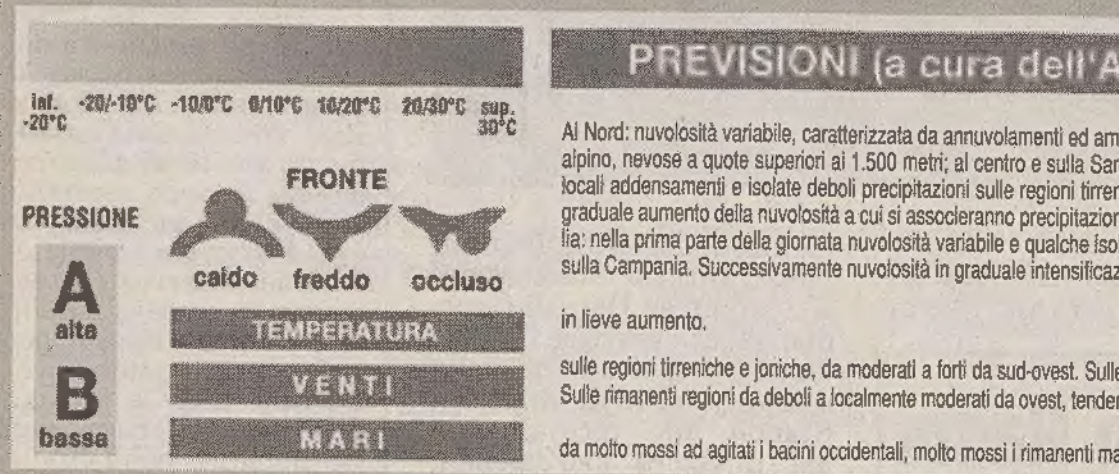 inf. -20/-10°C -10/0°C 0/10°C 10/20°C 20/30°C sup.
-20°C 30°C
FRONTE
PRESSIONE
caldo freddo occluso
A
alta
TEMPERATURA
B
VENTI
bassa
MARI
PREVISIONI (a cura dell'A
Al Nord: nuvolosità variabile, caratterizzata da annuvolamenti ed am
alpino, nevose a quote superiori ai 1.500 metri; al centro e sulla Sar
locali addensamenti e isolate deboli precipitazioni sulle regioni tirren
graduale aumento della nuvolosità a cui si associeranno precipitazion
lia: nella prima parte della giornata nuvolosità variabile e qualche iso
sulla Campania. Successivamente nuvolosità in graduale intensificaz
in lieve aumento.
sulle regioni tirreniche e joniche, da moderati a forti da sud-ovest. Sulle
Sulle rimanenti regioni da deboli a localmente moderati da ovest, tender
da molto mossi ad agitati i bacini occidentali, molto mossi i rimanenti ma